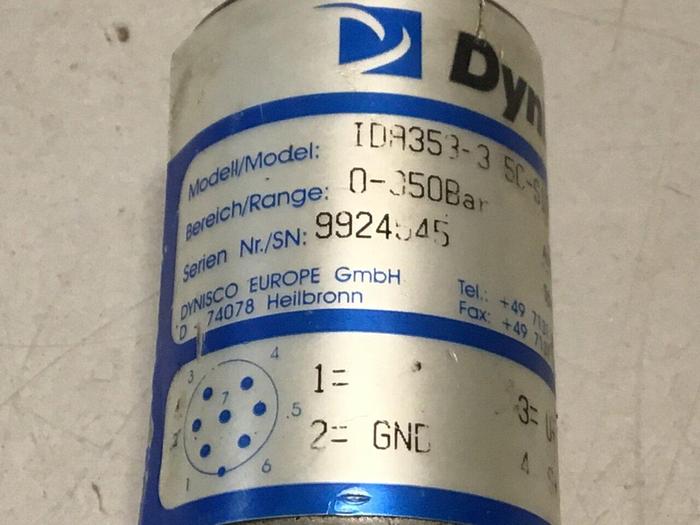 Dyn
Modell/Model: IDA353-3 5C-S
Bereich/Range: 0-350Bar
Serien Nr./SN:
DYNISCO EUROPE GmbH
D - 74078 Heilbronn
Tel.: +49
Fax: +49
3 4
7
5
2
1 6
1=
2= GND
3=
4